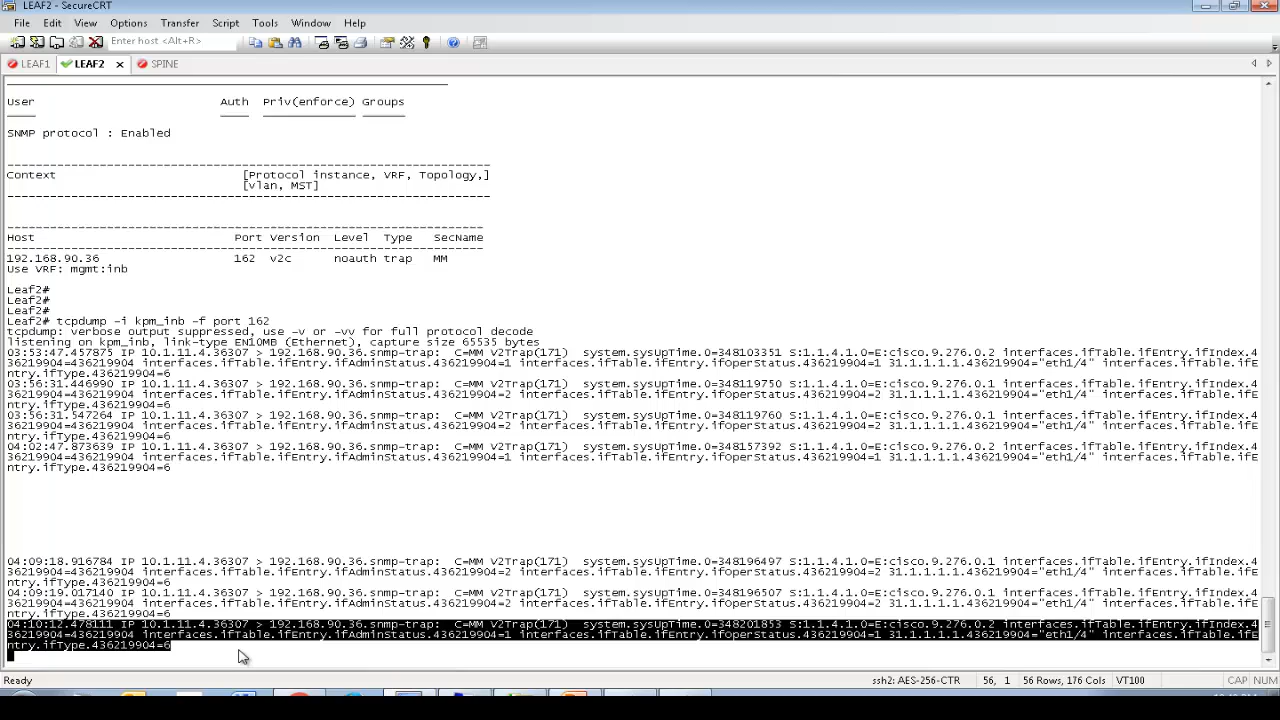 LEAF2 - SecureCRT
File Edit View Options Transfer Script Tools Window Help
Enter host <Alt+R>
LEAF1 LEAF2 SPINE
User Auth Priv(enforce) Groups
SNMP protocol : Enabled
Context [Protocol instance, VRF, Topology,]
[vlan, MST]
Host Port Version Level Type SecName
192.168.90.36 162 v2c noauth trap MM
Use VRF: mgmt:inb
Leaf2#
Leaf2#
Leaf2#
Leaf2# tcpdump -i kpm_inb -f port 162
tcpdump: verbose output suppressed, use -v or -vv for full protocol decode
listening on kpm_inb, link-type EN10MB (Ethernet), capture size 65535 bytes
03:53:47.457875 IP 10.1.11.4.36307 > 192.168.90.36.snmp-trap: C=MM V2Trap(171) system.sysUpTime.0=348103351 S:1.1.4.1.0=E:cisco.9.276.0.2 interfaces.ifTable.ifEntry.ifIndex.4
36219904=436219904 interfaces.ifTable.ifEntry.ifAdminStatus.436219904=1 interfaces.ifTable.ifEntry.ifOperStatus.436219904=1 31.1.1.1.1.436219904="eth1/4" interfaces.ifTable.ifE
ntry.ifType.436219904=6
03:56:31.446990 IP 10.1.11.4.36307 > 192.168.90.36.snmp-trap: C=MM V2Trap(171) system.sysUpTime.0=348119750 S:1.1.4.1.0=E:cisco.9.276.0.1 interfaces.ifTable.ifEntry.ifIndex.4
36219904=436219904 interfaces.ifTable.ifEntry.ifAdminStatus.436219904=2 interfaces.ifTable.ifEntry.ifOperStatus.436219904=2 31.1.1.1.1.436219904="eth1/4" interfaces.ifTable.ifE
ntry.ifType.436219904=6
03:56:31.547264 IP 10.1.11.4.36307 > 192.168.90.36.snmp-trap: C=MM V2Trap(171) system.sysUpTime.0=348119760 S:1.1.4.1.0=E:cisco.9.276.0.1 interfaces.ifTable.ifEntry.ifIndex.4
36219904=436219904 interfaces.ifTable.ifEntry.ifAdminStatus.436219904=2 interfaces.ifTable.ifEntry.ifOperStatus.436219904=2 31.1.1.1.1.436219904="eth1/4" interfaces.ifTable.ifE
ntry.ifType.436219904=6
04:02:47.873639 IP 10.1.11.4.36307 > 192.168.90.36.snmp-trap: C=MM V2Trap(171) system.sysUpTime.0=348157392 S:1.1.4.1.0=E:cisco.9.276.0.2 interfaces.ifTable.ifEntry.ifIndex.4
36219904=436219904 interfaces.ifTable.ifEntry.ifAdminStatus.436219904=1 interfaces.ifTable.ifEntry.ifOperStatus.436219904=1 31.1.1.1.1.436219904="eth1/4" interfaces.ifTable.ifE
ntry.ifType.436219904=6
04:09:18.916784 IP 10.1.11.4.36307 > 192.168.90.36.snmp-trap: C=MM V2Trap(171) system.sysUpTime.0=348196497 S:1.1.4.1.0=E:cisco.9.276.0.1 interfaces.ifTable.ifEntry.ifIndex.4
36219904=436219904 interfaces.ifTable.ifEntry.ifAdminStatus.436219904=2 interfaces.ifTable.ifEntry.ifOperStatus.436219904=2 31.1.1.1.1.436219904="eth1/4" interfaces.ifTable.ifE
ntry.ifType.436219904=6
04:09:19.017140 IP 10.1.11.4.36307 > 192.168.90.36.snmp-trap: C=MM V2Trap(171) system.sysUpTime.0=348196507 S:1.1.4.1.0=E:cisco.9.276.0.1 interfaces.ifTable.ifEntry.ifIndex.4
36219904=436219904 interfaces.ifTable.ifEntry.ifAdminStatus.436219904=2 interfaces.ifTable.ifEntry.ifOperStatus.436219904=2 31.1.1.1.1.436219904="eth1/4" interfaces.ifTable.ifE
ntry.ifType.436219904=6
04:10:12.478111 IP 10.1.11.4.36307 > 192.168.90.36.snmp-trap: C=MM V2Trap(171) system.sysUpTime.0=348201853 S:1.1.4.1.0=E:cisco.9.276.0.2 interfaces.ifTable.ifEntry.ifIndex.4
36219904=436219904 interfaces.ifTable.ifEntry.ifAdminStatus.436219904=1 interfaces.ifTable.ifEntry.ifOperStatus.436219904=1 31.1.1.1.1.436219904="eth1/4" interfaces.ifTable.ifE
ntry.ifType.436219904=6
Ready ssh2: AES-256-CTR 56, 1 56 Rows, 176 Cols VT100 CAP NUM